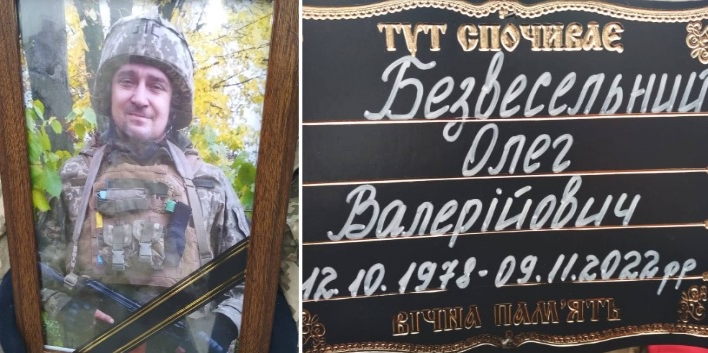 ТУТ СПОЧИВАЄ
Безвесельний
Олег
Валерійович
12.10.1978-09.11.2022рр
ВІЧНА ПАМ'ЯТЬ